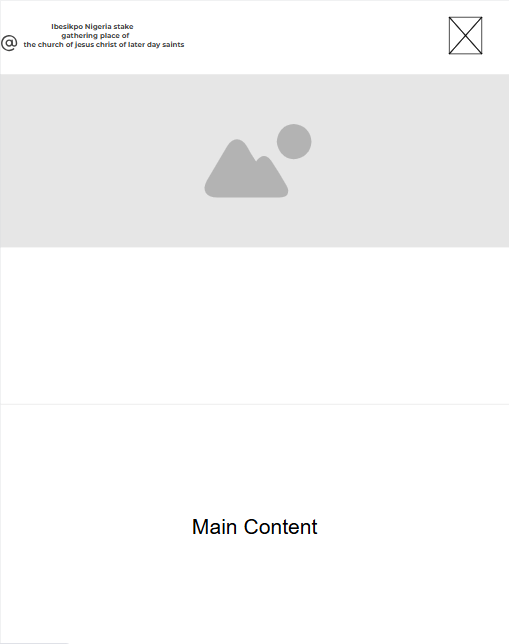 Ibesikpo Nigeria stake
gathering place of
@ the church of jesus christ of later day saints
Main Content